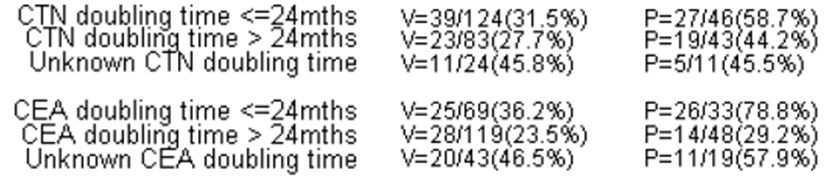 CTN doubling time <=24mths V=39/124(31.5%) P=27/46(58.7%)
CTN doubling time > 24mths V=23/83(27.7%) P=19/43(44.2%)
Unknown CTN doubling time V=11/24(45.8%) P=5/11(45.5%)
CEA doubling time <=24mths V=25/69(36.2%) P=26/33(78.8%)
CEA doubling time > 24mths V=28/119(23.5%) P=14/48(29.2%)
Unknown CEA doubling time V=20/43(46.5%) P=11/19(57.9%)